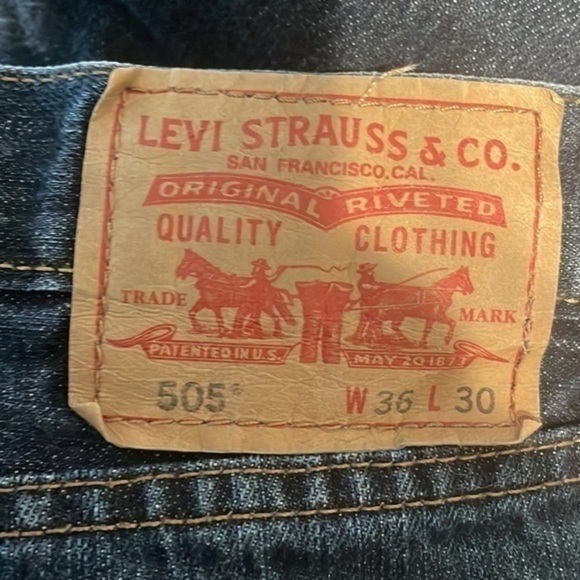 LEVI STRAUSS & CO.
SAN FRANCISCO, CAL.
ORIGINAL RIVETED
QUALITY CLOTHING
TRADE MARK
PATENTED IN U.S. MAY 20 1873
505® W 36 L 30